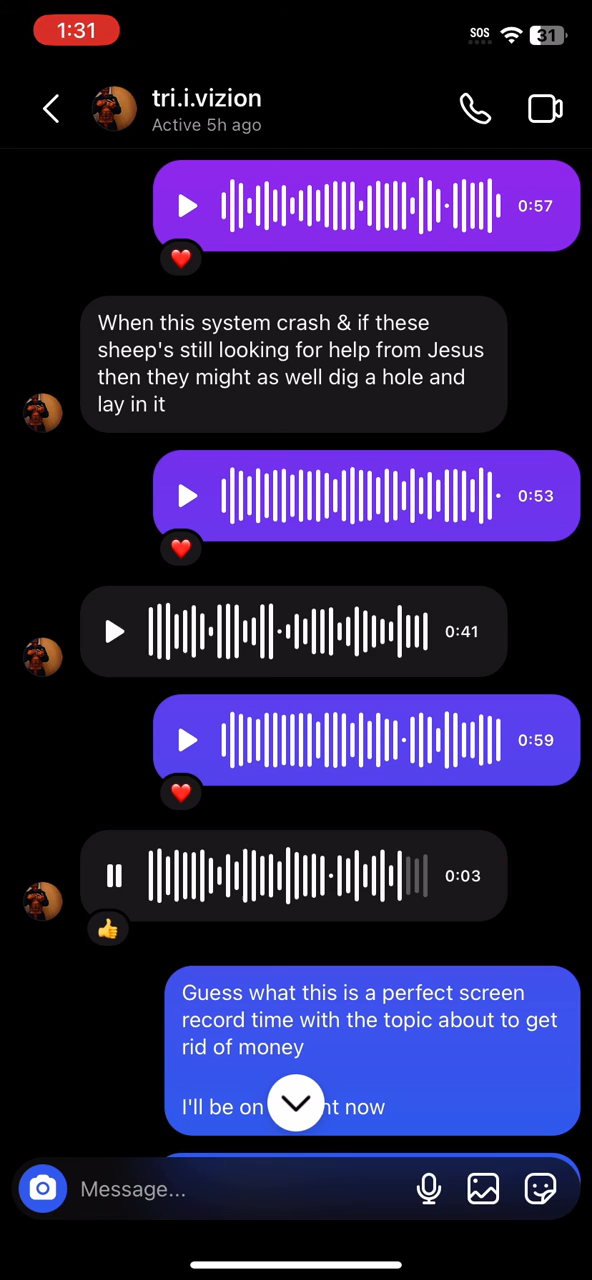 1:31
SOS
31
tri.i.vizion
Active 5h ago
0:57
When this system crash & if these
sheep's still looking for help from Jesus
then they might as well dig a hole and
lay in it
0:53
0:41
0:59
0:03
Guess what this is a perfect screen
record time with the topic about to get
rid of money
I'll be on nt now
Message...